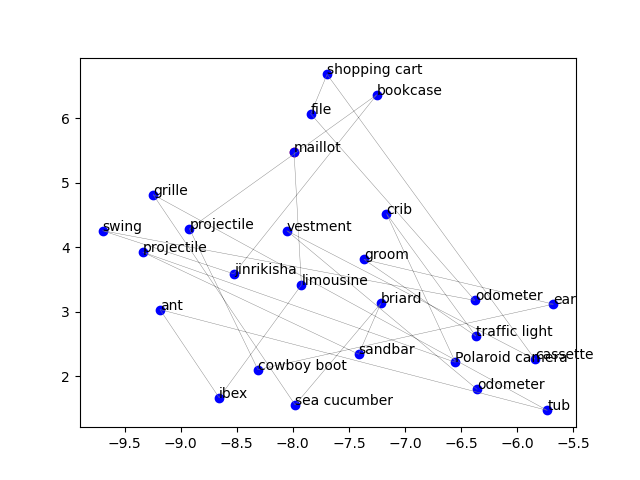 shopping cart
bookcase
file
maillot
grille
crib
swing
projectile
vestment
projectile
groom
jinrikisha
limousine
odometer
ear
ant
briard
traffic light
sandbar
Polaroid camera
cassette
cowboy boot
odometer
ibex
sea cucumber
tub
6
5
4
3
2
−9.5 −9.0 −8.5 −8.0 −7.5 −7.0 −6.5 −6.0 −5.5